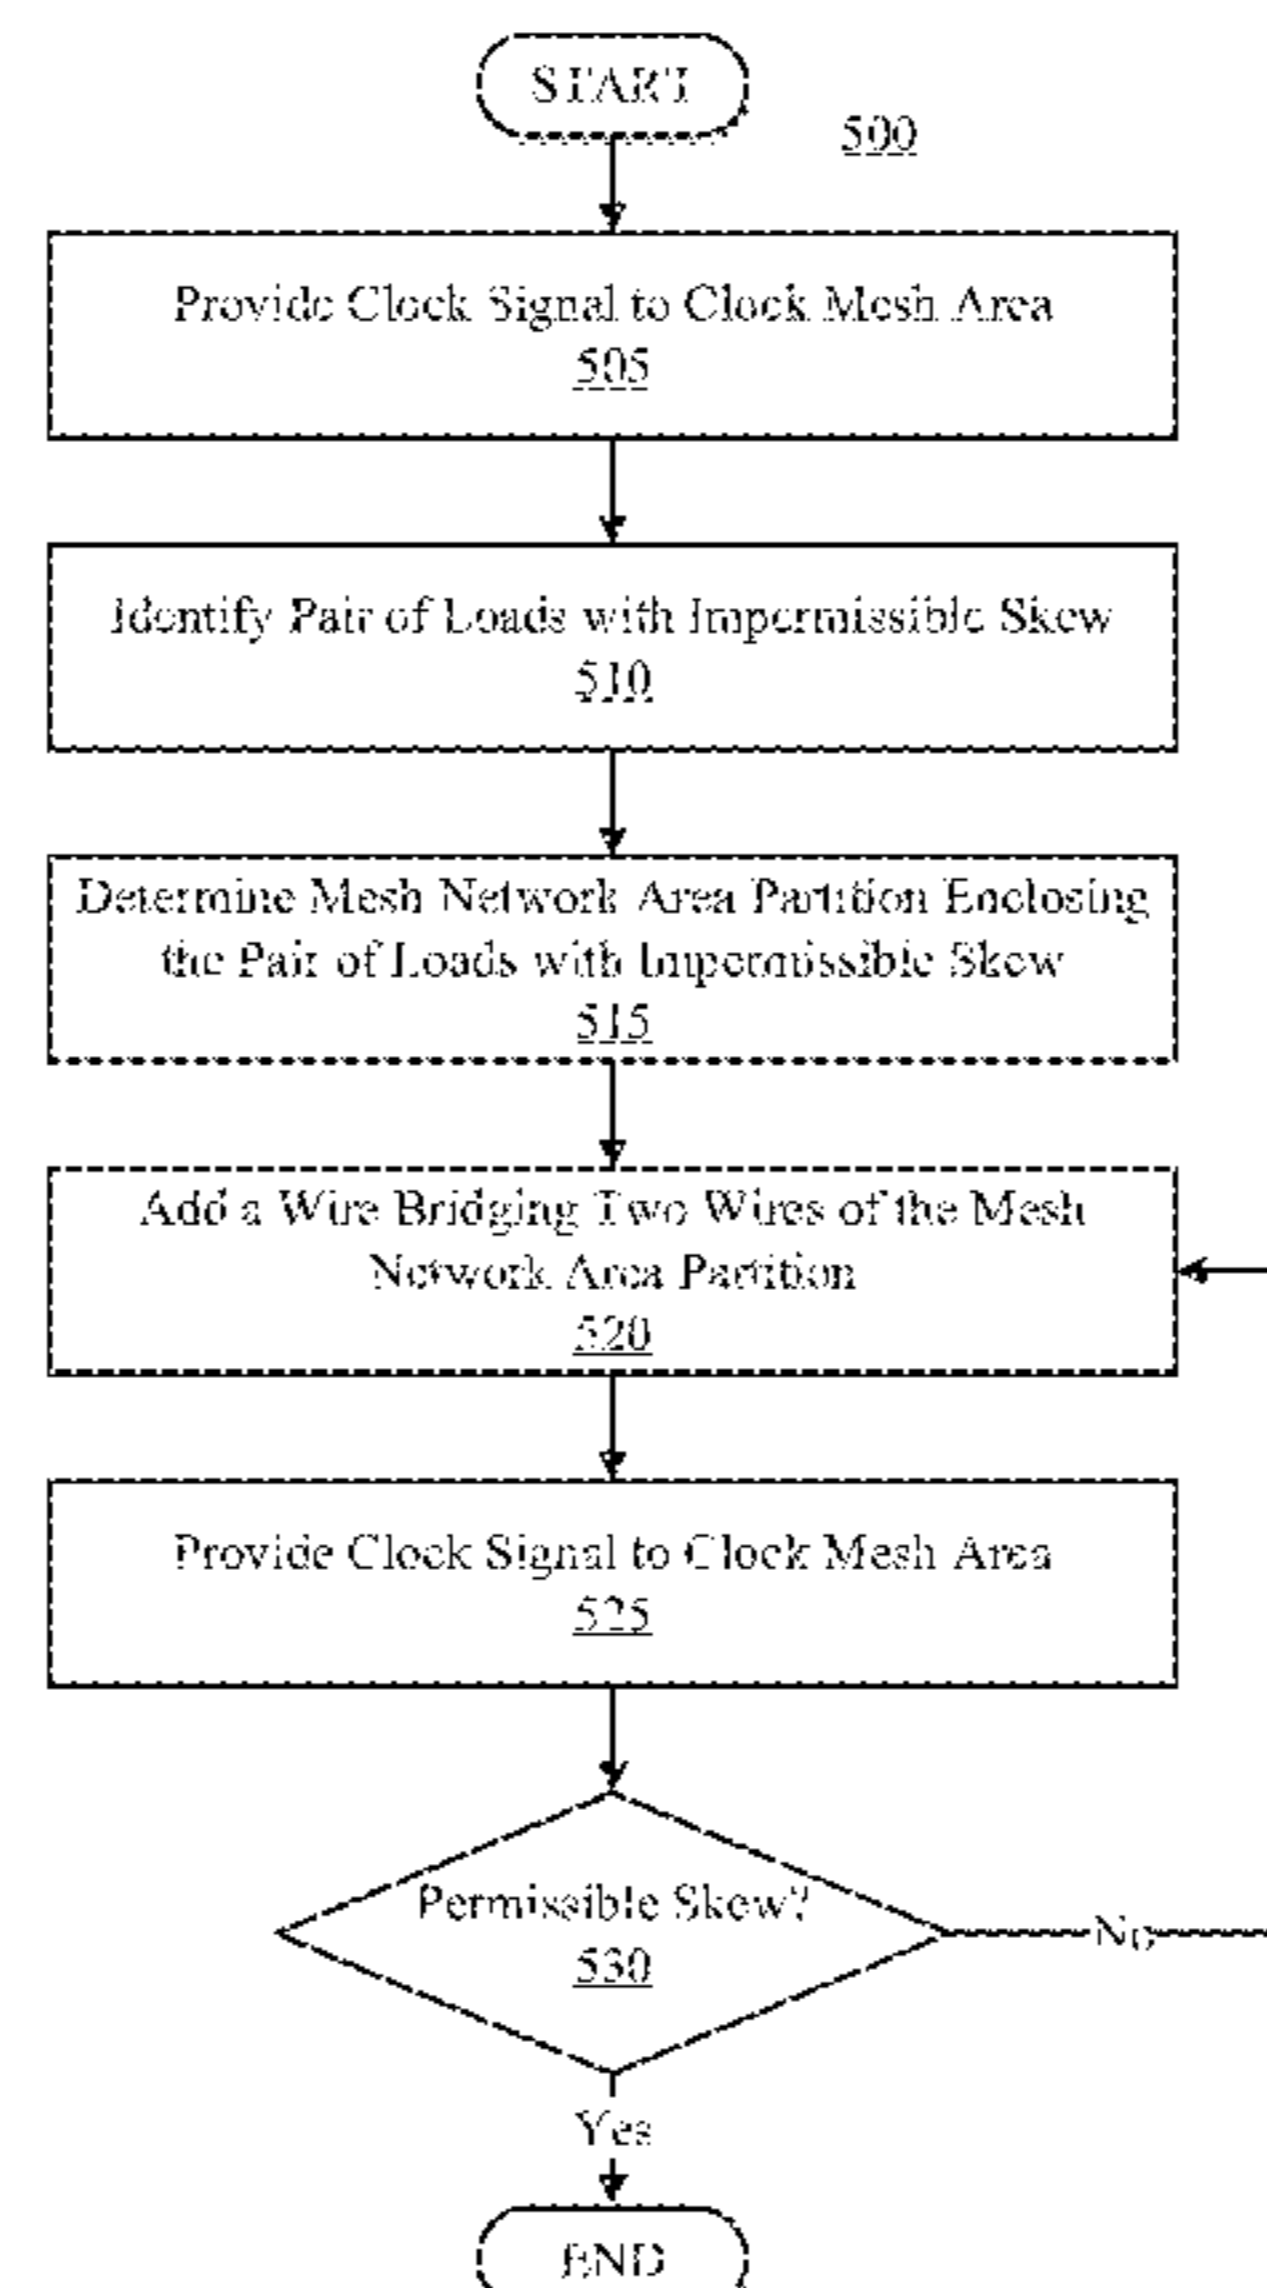 START
500
Provide Clock Signal to Clock Mesh Area
505
Identify Pair of Loads with Impermissible Skew
510
Determine Mesh Network Area Partition Enclosing
the Pair of Loads with Impermissible Skew
515
Add a Wire Bridging Two Wires of the Mesh
Network Area Partition
520
Provide Clock Signal to Clock Mesh Area
525
Permissible Skew?
530
No
Yes
END